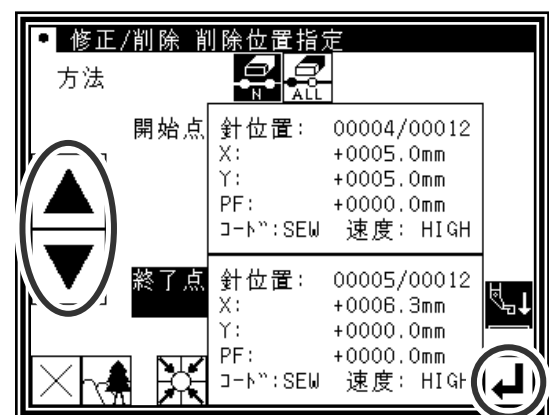 修正/削除 削除位置指定
方法
N ALL
開始点
針位置: 00004/00012
X: +0005.0mm
Y: +0005.0mm
PF: +0000.0mm
コード:SEW 速度: HIGH
終了点
針位置: 00005/00012
X: +0006.3mm
Y: +0000.0mm
PF: +0000.0mm
コード:SEW 速度: HIGH